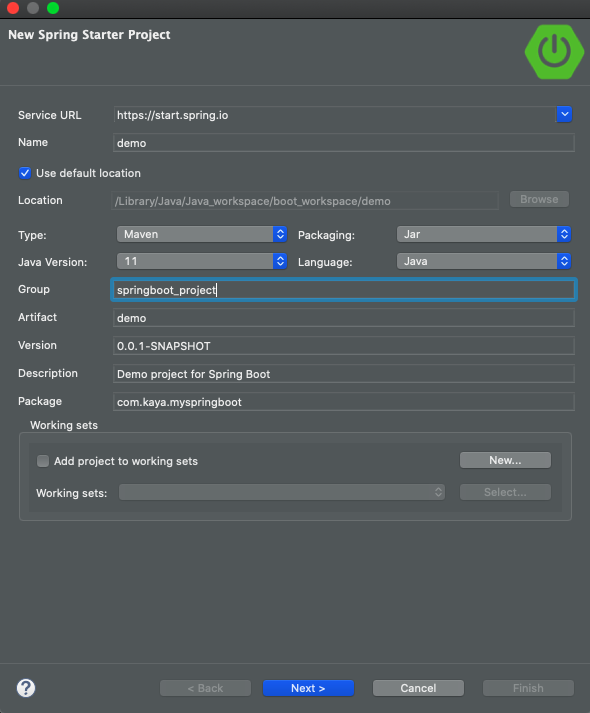 New Spring Starter Project
Service URL https://start.spring.io
Name demo
Use default location
Location /Library/Java/Java_workspace/boot_workspace/demo Browse
Type: Maven Packaging: Jar
Java Version: 11 Language: Java
Group springboot_project
Artifact demo
Version 0.0.1-SNAPSHOT
Description Demo project for Spring Boot
Package com.kaya.myspringboot
Working sets
Add project to working sets New...
Working sets: Select...
? < Back Next > Cancel Finish